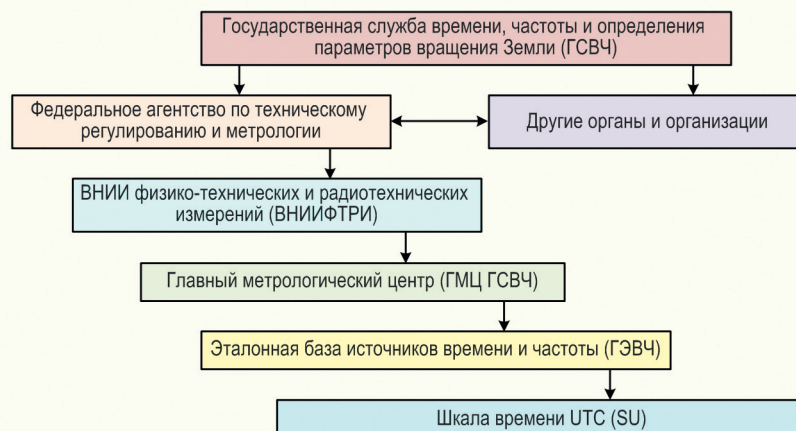 Государственная служба времени, частоты и определения
параметров вращения Земли (ГСВЧ)
Федеральное агентство по техническому
регулированию и метрологии
Другие органы и организации
ВНИИ физико-технических и радиотехнических
измерений (ВНИИФТРИ)
Главный метрологический центр (ГМЦ ГСВЧ)
Эталонная база источников времени и частоты (ГЭВЧ)
Шкала времени UTC (SU)